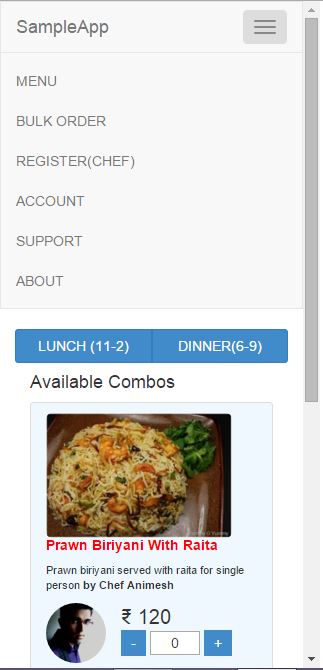 SampleApp
MENU
BULK ORDER
REGISTER(CHEF)
ACCOUNT
SUPPORT
ABOUT
LUNCH (11-2) DINNER(6-9)
Available Combos
Prawn Biriyani With Raita
Prawn biriyani served with raita for single
person by Chef Animesh
₹ 120
- 0 +